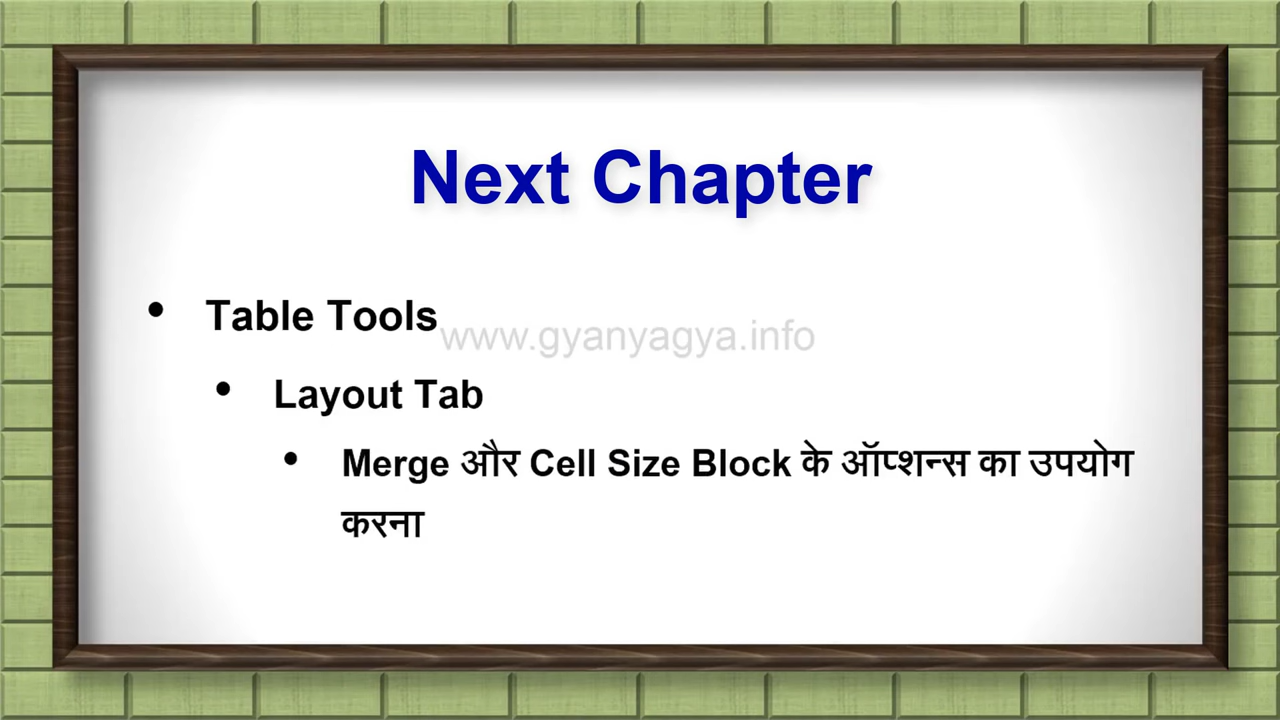 Next Chapter
• Table Tools
www.gyanyagya.info
• Layout Tab
• Merge और Cell Size Block के ऑप्शन्स का उपयोग
करना